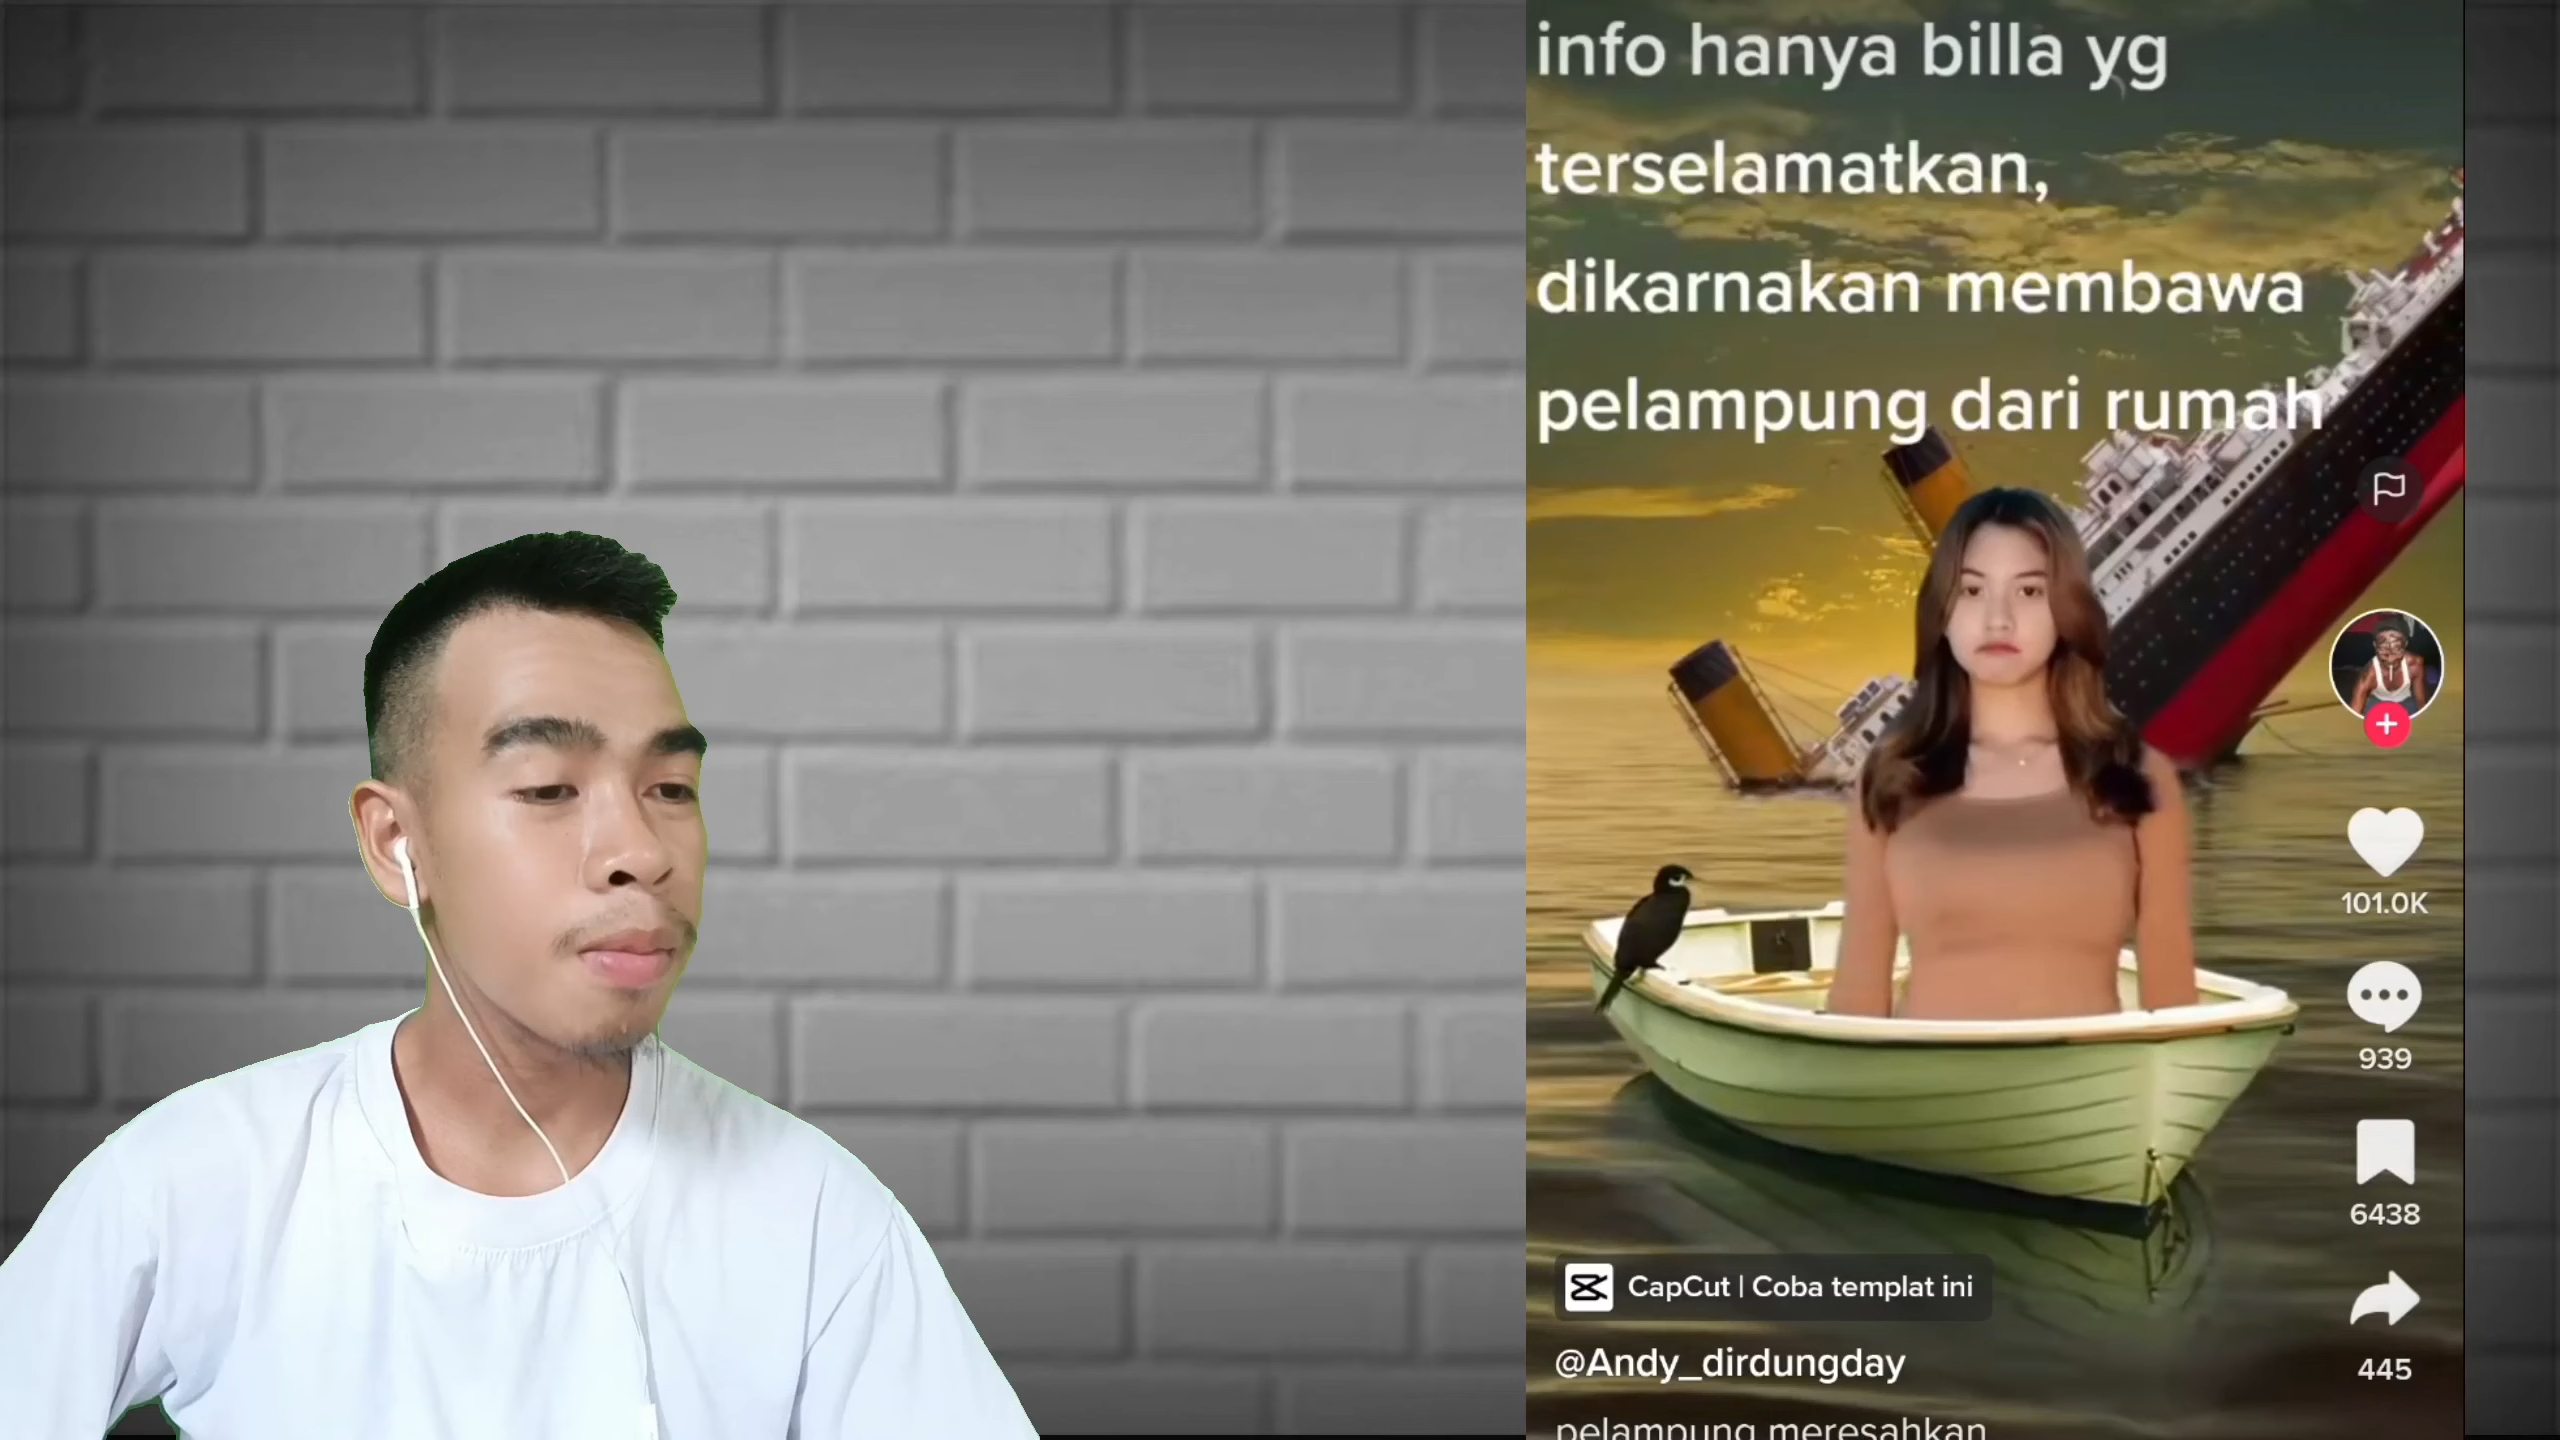 info hanya billa yg
terselamatkan,
dikarnakan membawa
pelampung dari rumah
101.0K
939
6438
445
CapCut | Coba templat ini
@Andy_dirdungday
pelampung meresahkan